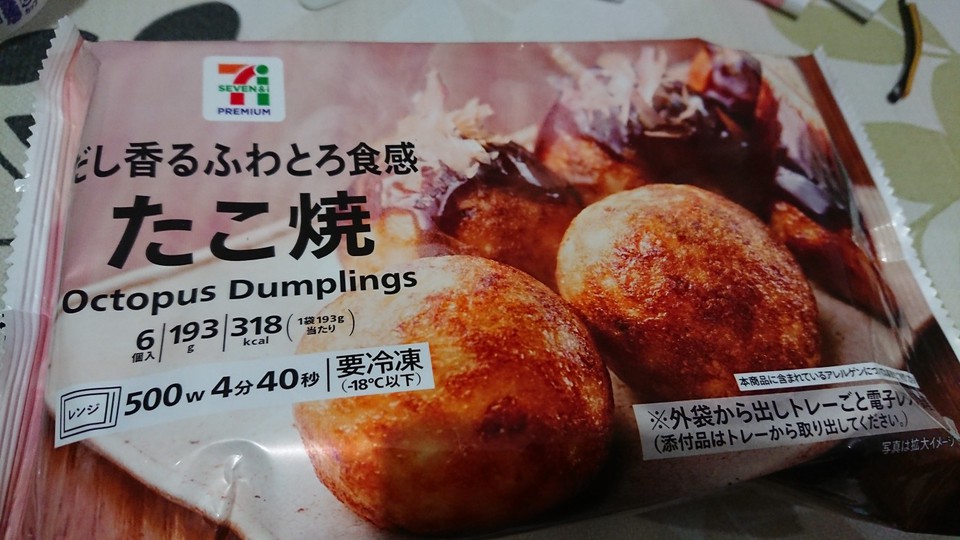 7i
SEVEN&i
PREMIUM
だし香るふわとろ食感
たこ焼
Octopus Dumplings
6個入 193g 318kcal (1袋193g当たり)
レンジ 500W 4分40秒 要冷凍(-18℃以下)
本商品に含まれているアレルゲンに
※外袋から出しトレーごと電子レ
(添付品はトレーから取り出してください。)
写真は拡大イメージ